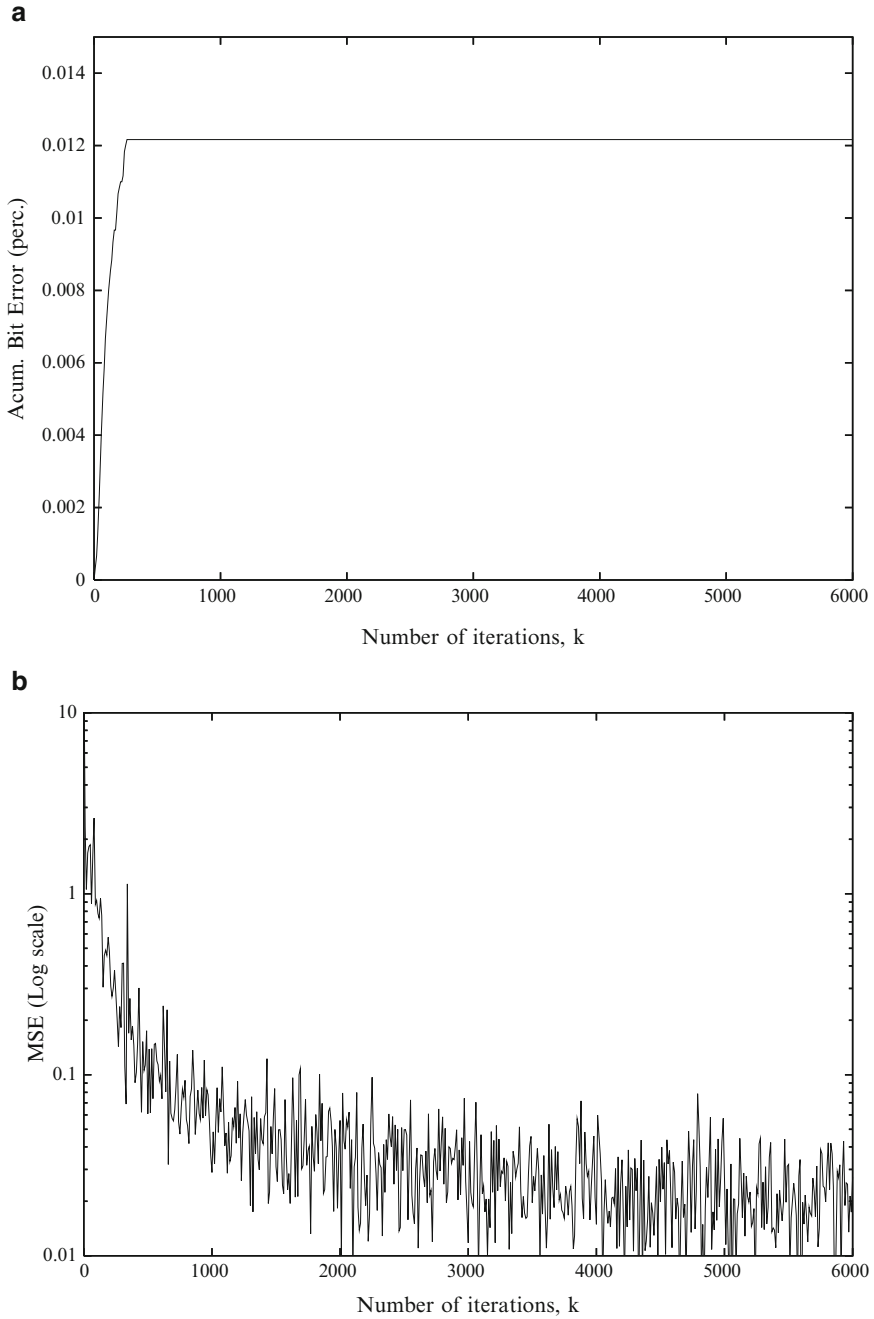 a
0.014
0.012
0.01
0.008
0.006
0.004
0.002
0
Acum. Bit Error (perc.)
0 1000 2000 3000 4000 5000 6000
Number of iterations, k
b
10
1
0.1
0.01
MSE (Log scale)
0 1000 2000 3000 4000 5000 6000
Number of iterations, k